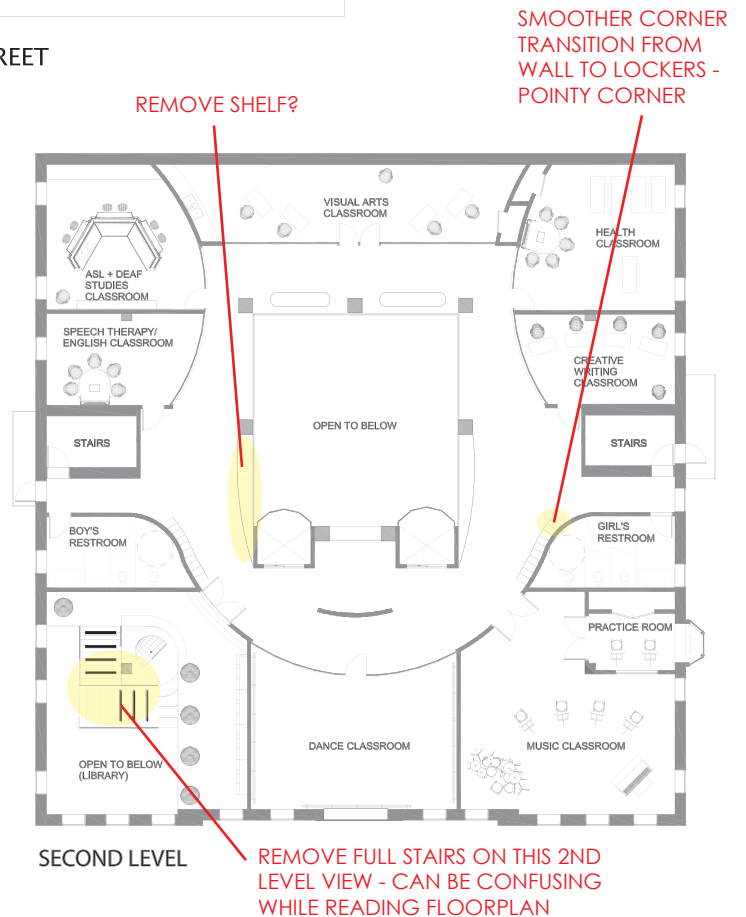 SMOOTHER CORNER
TRANSITION FROM
WALL TO LOCKERS -
POINTY CORNER
REET
REMOVE SHELF?
VISUAL ARTS
CLASSROOM
HEALTH
CLASSROOM
ASL + DEAF
STUDIES
CLASSROOM
SPEECH THERAPY/
ENGLISH CLASSROOM
CREATIVE
WRITING
CLASSROOM
OPEN TO BELOW
STAIRS
STAIRS
BOY'S
RESTROOM
GIRL'S
RESTROOM
PRACTICE ROOM
DANCE CLASSROOM
MUSIC CLASSROOM
OPEN TO BELOW
(LIBRARY)
SECOND LEVEL
REMOVE FULL STAIRS ON THIS 2ND
LEVEL VIEW - CAN BE CONFUSING
WHILE READING FLOORPLAN